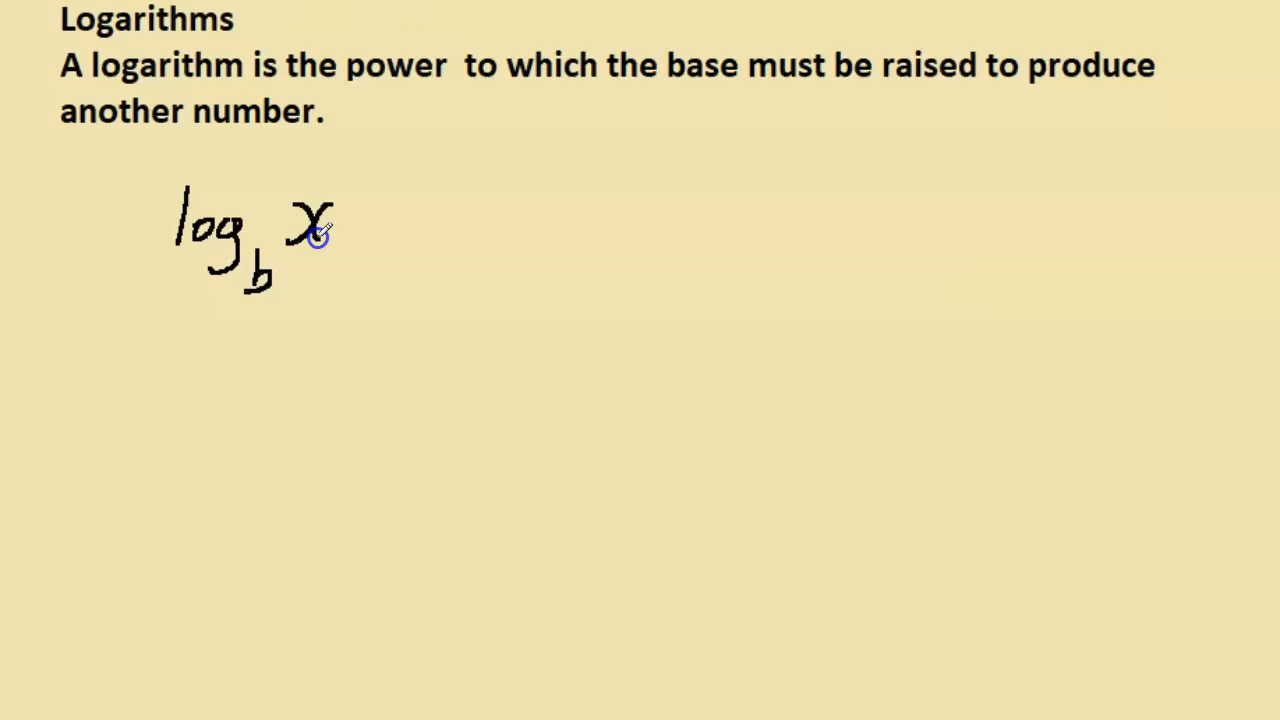 Logarithms
A logarithm is the power  to which the base must be raised to produce
another number.
log_b x